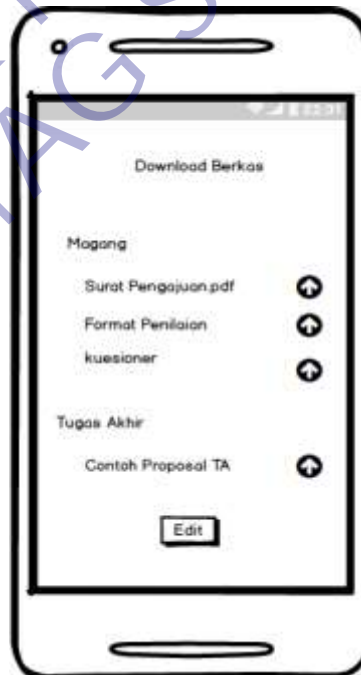 Download Berkas
Magang
Surat Pengajuan.pdf
Format Penilaian
kuesioner
Tugas Akhir
Contoh Proposal TA
Edit